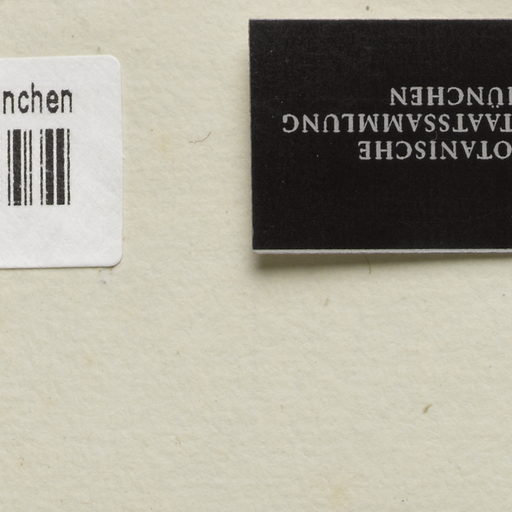 nchen
OTANISCHE
TAATSSAMMLUNG
ÜNCHEN